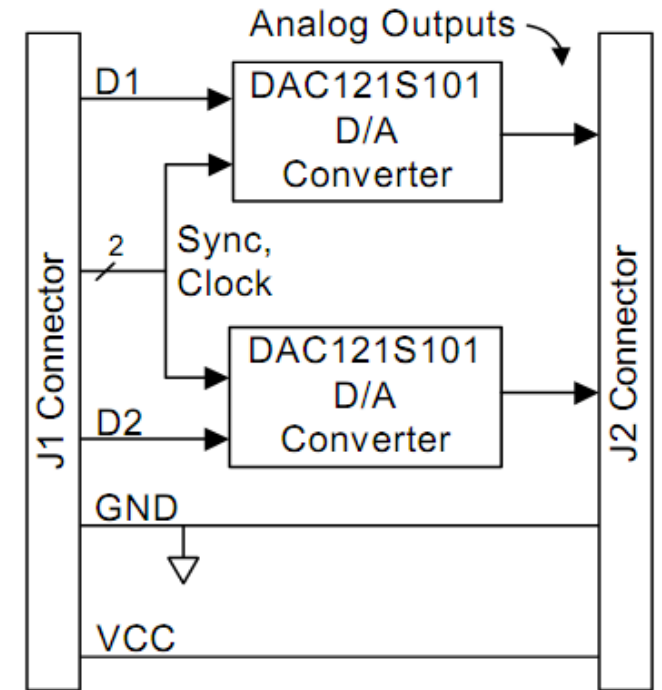 Analog Outputs
D1
DAC121S101
D/A
Converter
2
Sync,
Clock
J1 Connector
J2 Connector
DAC121S101
D/A
Converter
D2
GND
VCC